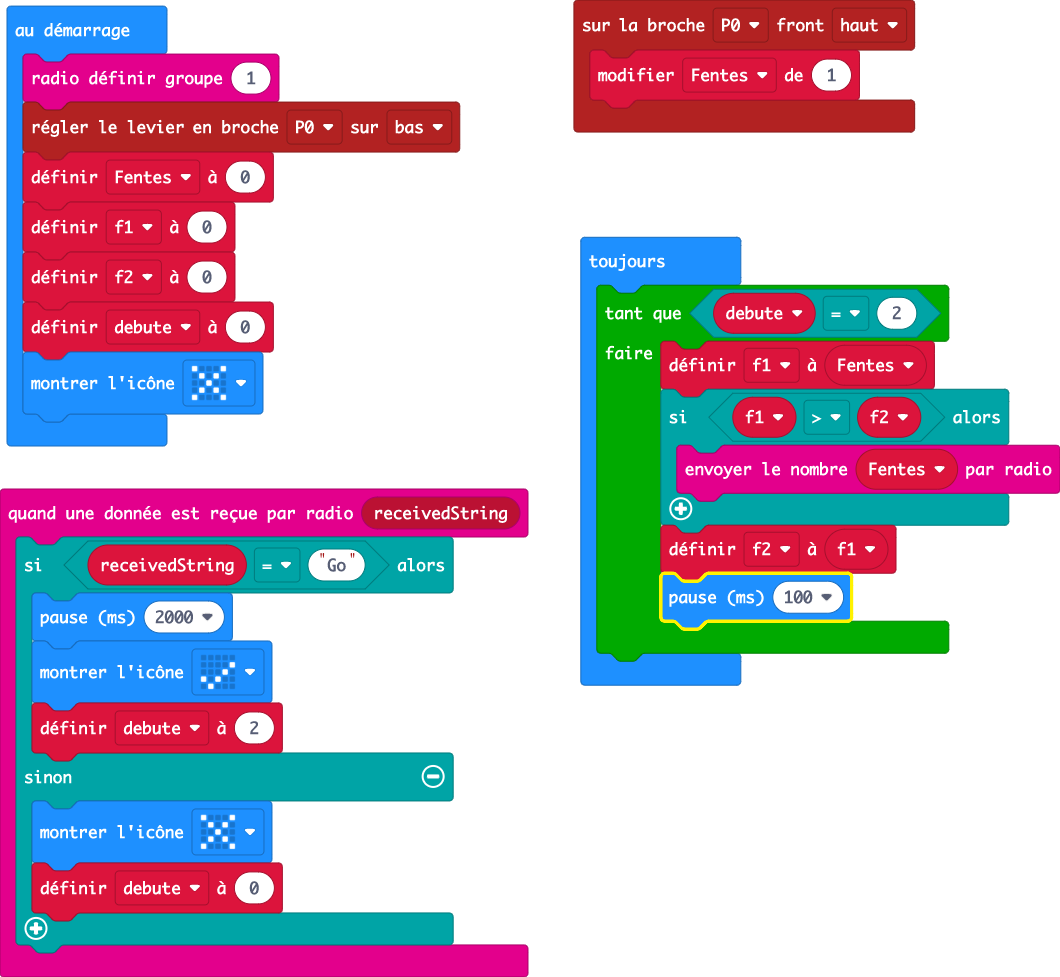 au démarrage
radio définir groupe 1
régler le levier en broche P0 sur bas
définir Fentes à 0
définir f1 à 0
définir f2 à 0
définir debute à 0
montrer l'icône
sur la broche P0 front haut
modifier Fentes de 1
toujours
tant que debute = 2
faire
définir f1 à Fentes
si f1 > f2 alors
envoyer le nombre Fentes par radio
définir f2 à f1
pause (ms) 100
quand une donnée est reçue par radio receivedString
si receivedString = "Go" alors
pause (ms) 2000
montrer l'icône
définir debute à 2
sinon
montrer l'icône
définir debute à 0